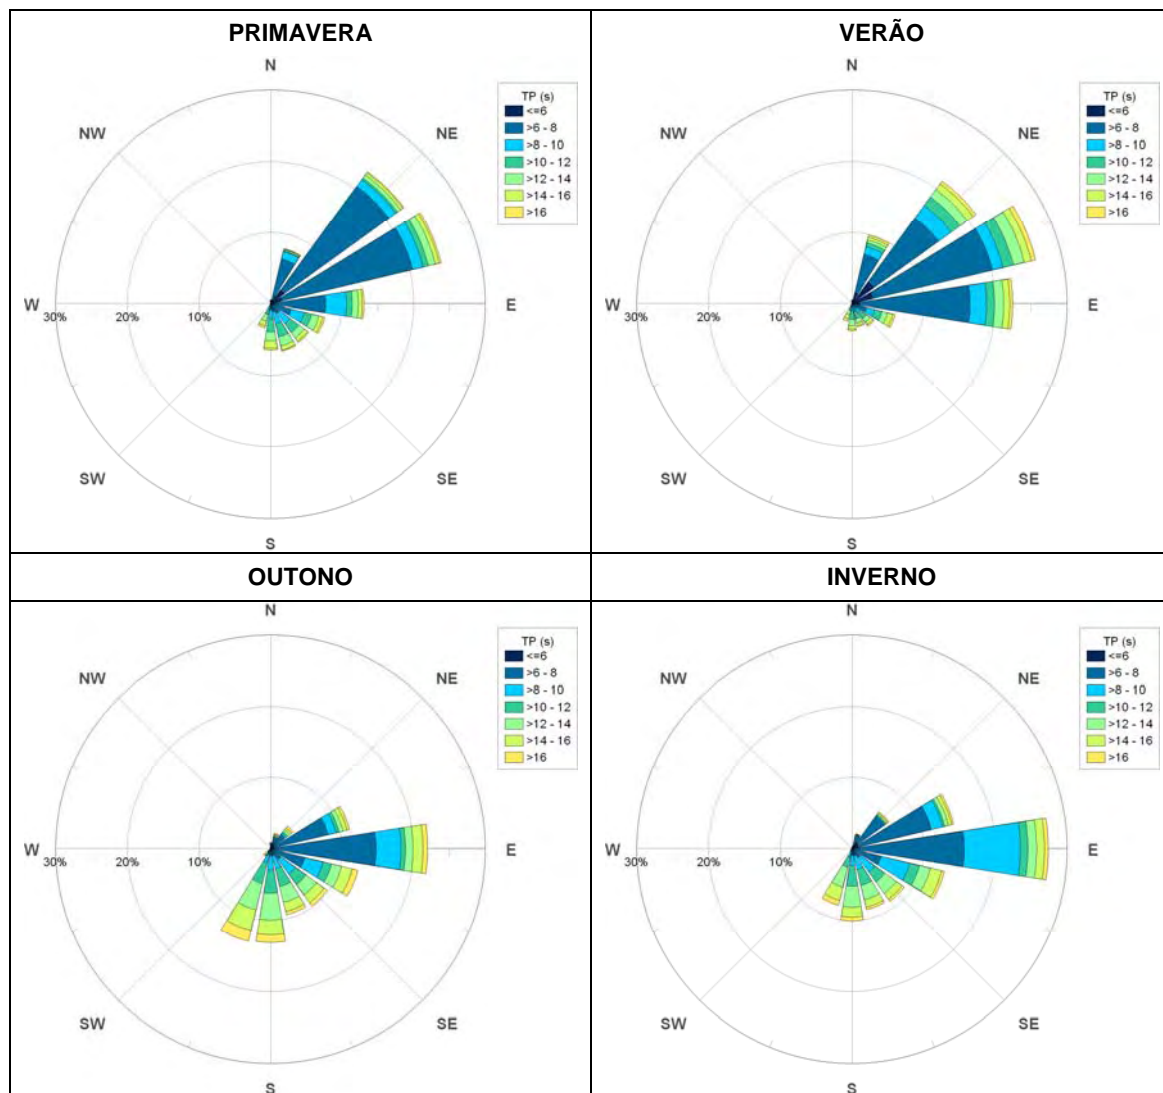 PRIMAVERA
N
NW
NE
W
E
30%
20%
10%
SW
SE
S
TP (s)
<=6
>6 - 8
>8 - 10
>10 - 12
>12 - 14
>14 - 16
>16
VERÃO
N
NW
NE
W
E
30%
20%
10%
SW
SE
S
TP (s)
<=6
>6 - 8
>8 - 10
>10 - 12
>12 - 14
>14 - 16
>16
OUTONO
N
NW
NE
W
E
30%
20%
10%
SW
SE
S
TP (s)
<=6
>6 - 8
>8 - 10
>10 - 12
>12 - 14
>14 - 16
>16
INVERNO
N
NW
NE
W
E
30%
20%
10%
SW
SE
S
TP (s)
<=6
>6 - 8
>8 - 10
>10 - 12
>12 - 14
>14 - 16
>16